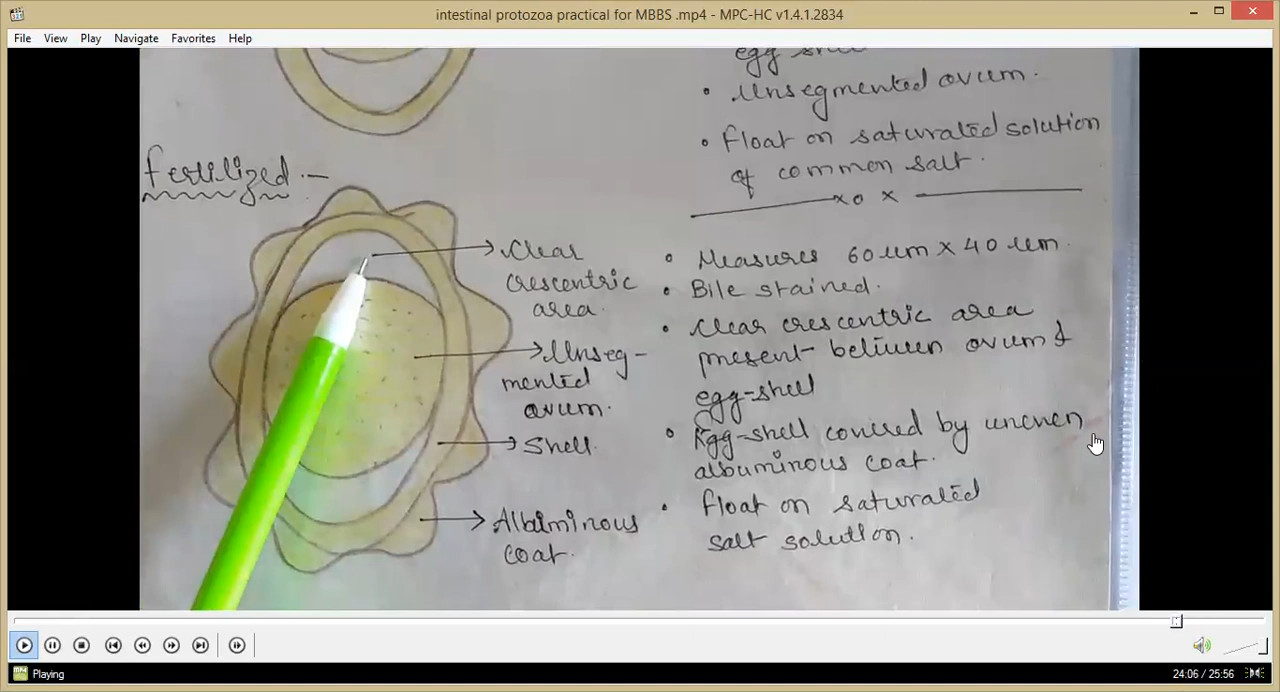 intestinal protozoa practical for MBBS .mp4 - MPC-HC v1.4.1.2834
File View Play Navigate Favorites Help
egg shell
• Unsegmented ovum.
• Float on saturated solution
of common salt.
x o x
Fertilized :-
Clear
crescentric
area.
Unseg-
mented
ovum.
Shell.
Albuminous
coat.
• Measures 60 um x 40 um.
• Bile stained.
• Clear crescentric area
present between ovum &
egg-shell
• Egg-shell covered by uneven
albuminous coat.
• Float on saturated
salt solution.
Playing
24:06 / 25:56